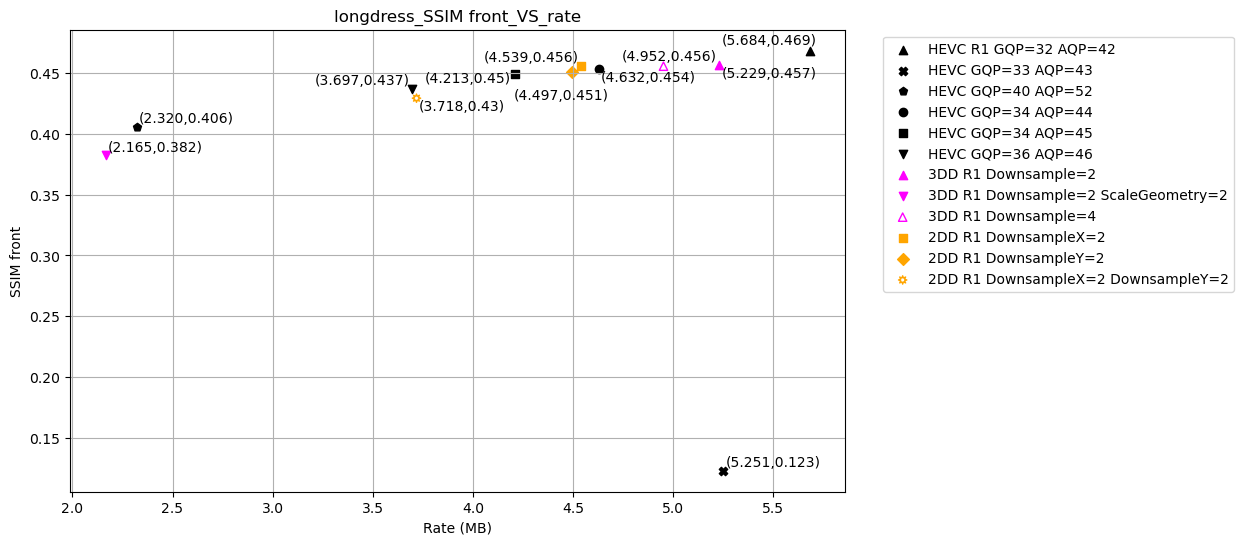 longdress_SSIM front_VS_rate
(5.684,0.469)
(4.539,0.456)
(4.952,0.456)
(3.697,0.437)
(4.213,0.45)
(4.632,0.454)
(5.229,0.457)
(4.497,0.451)
(3.718,0.43)
(2.320,0.406)
(2.165,0.382)
(5.251,0.123)
0.45
0.40
0.35
0.30
0.25
0.20
0.15
SSIM front
2.0
2.5
3.0
3.5
4.0
4.5
5.0
5.5
Rate (MB)
HEVC R1 GQP=32 AQP=42
HEVC GQP=33 AQP=43
HEVC GQP=40 AQP=52
HEVC GQP=34 AQP=44
HEVC GQP=34 AQP=45
HEVC GQP=36 AQP=46
3DD R1 Downsample=2
3DD R1 Downsample=2 ScaleGeometry=2
3DD R1 Downsample=4
2DD R1 DownsampleX=2
2DD R1 DownsampleY=2
2DD R1 DownsampleX=2 DownsampleY=2